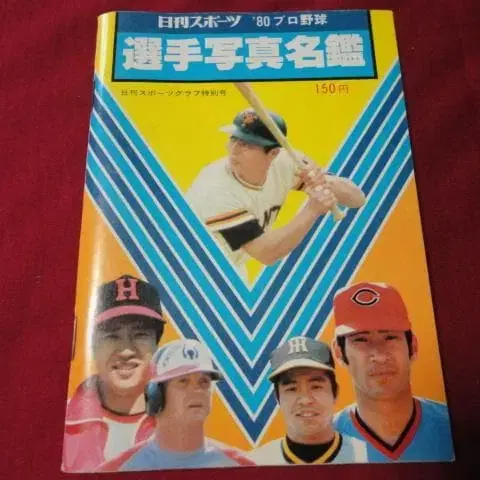 日刊スポーツ '80プロ野球
選手写真名鑑
日刊スポーツグラフ特別号
150円
H
C